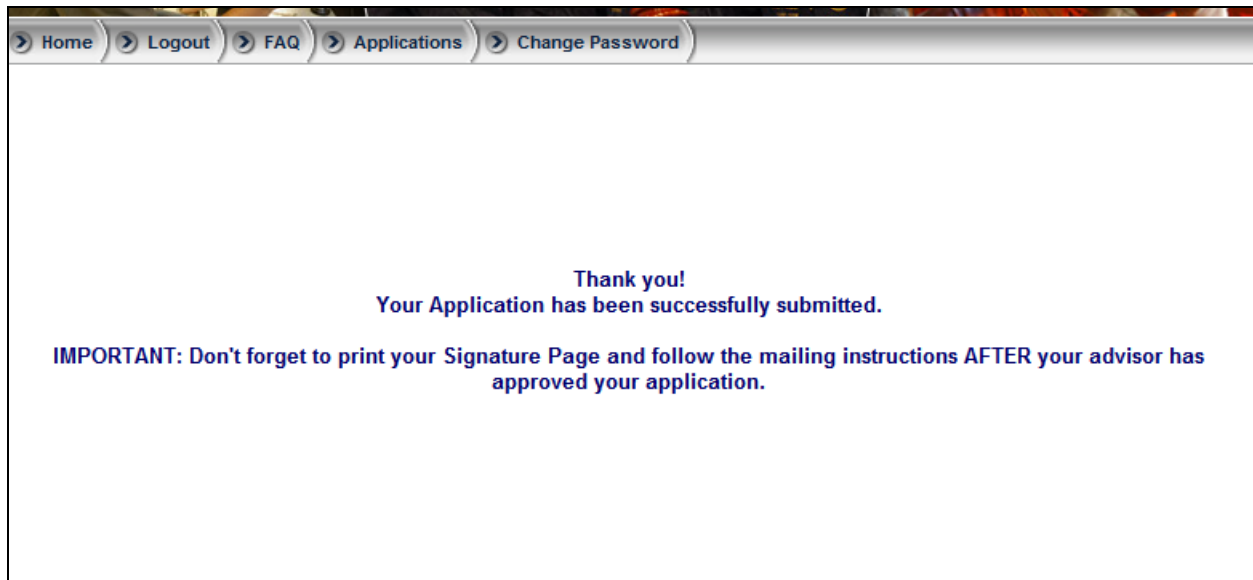 Home Logout FAQ Applications Change Password
Thank you!
Your Application has been successfully submitted.
IMPORTANT: Don't forget to print your Signature Page and follow the mailing instructions AFTER your advisor has
approved your application.